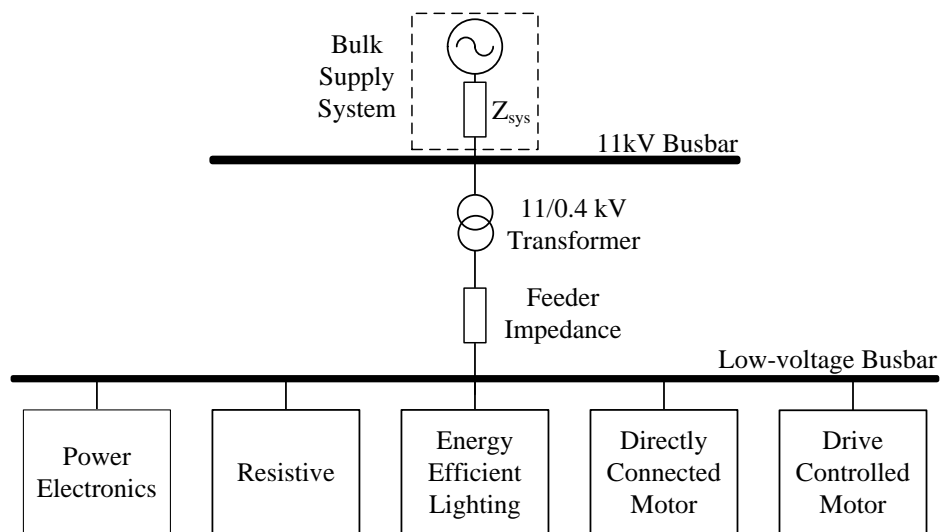 Bulk
Supply
System
Z_sys
11kV Busbar
11/0.4 kV
Transformer
Feeder
Impedance
Low-voltage Busbar
Power
Electronics
Resistive
Energy
Efficient
Lighting
Directly
Connected
Motor
Drive
Controlled
Motor